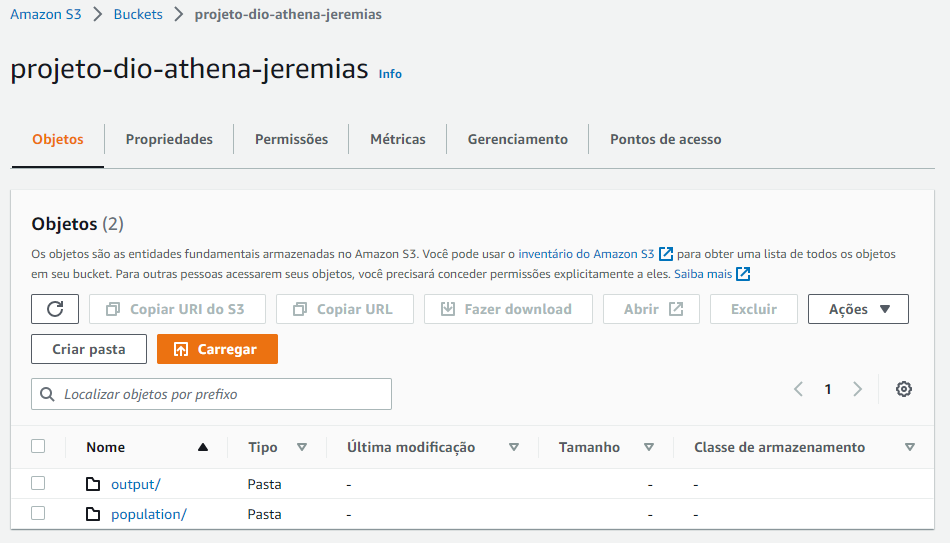 Amazon S3 > Buckets > projeto-dio-athena-jeremias
projeto-dio-athena-jeremias Info
Objetos Propriedades Permissões Métricas Gerenciamento Pontos de acesso
Objetos (2)
Os objetos são as entidades fundamentais armazenadas no Amazon S3. Você pode usar o inventário do Amazon S3 para obter uma lista de todos os objetos
em seu bucket. Para outras pessoas acessarem seus objetos, você precisará conceder permissões explicitamente a eles. Saiba mais
Copiar URI do S3 Copiar URL Fazer download Abrir Excluir Ações
Criar pasta Carregar
Localizar objetos por prefixo 1
Nome Tipo Última modificação Tamanho Classe de armazenamento
output/ Pasta - - -
population/ Pasta - - -